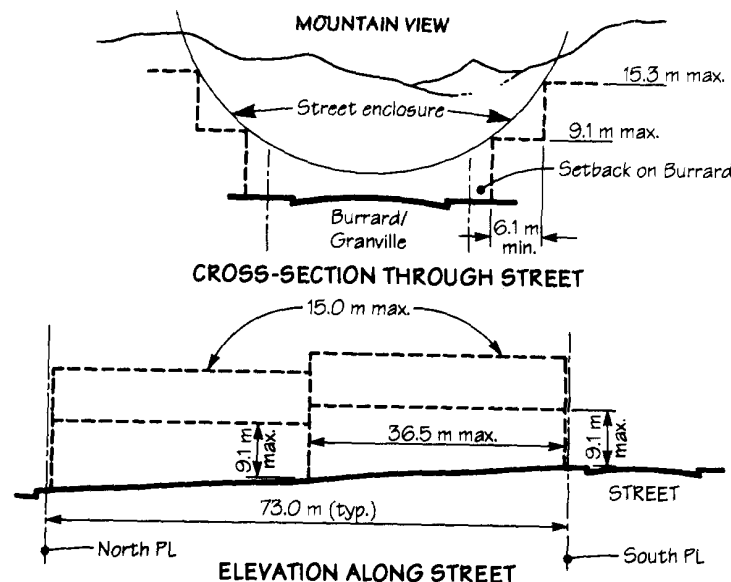 MOUNTAIN VIEW
15.3 m max.
Street enclosure
9.1 m max.
Setback on Burrard
Burrard/
Granville
6.1 m
min.
CROSS-SECTION THROUGH STREET
15.0 m max.
9.1 m
max.
36.5 m max.
9.1 m
max.
STREET
73.0 m (typ.)
North PL
South PL
ELEVATION ALONG STREET